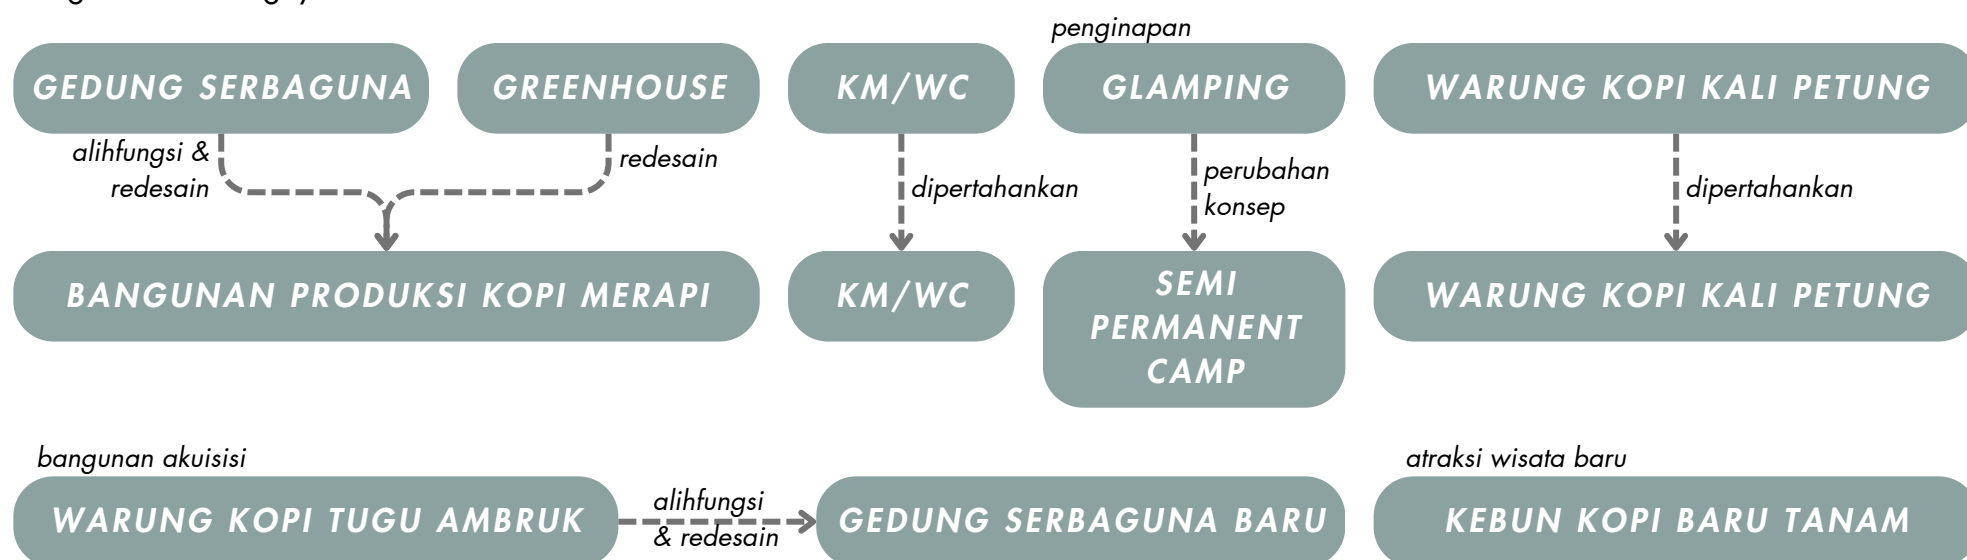 penginapan
GEDUNG SERBAGUNA
GREENHOUSE
KM/WC
GLAMPING
WARUNG KOPI KALI PETUNG
alihfungsi &
redesain
redesain
dipertahankan
perubahan
konsep
dipertahankan
BANGUNAN PRODUKSI KOPI MERAPI
KM/WC
SEMI
PERMANENT
CAMP
WARUNG KOPI KALI PETUNG
bangunan akuisisi
WARUNG KOPI TUGU AMBRUK
alihfungsi
& redesain
GEDUNG SERBAGUNA BARU
atraksi wisata baru
KEBUN KOPI BARU TANAM